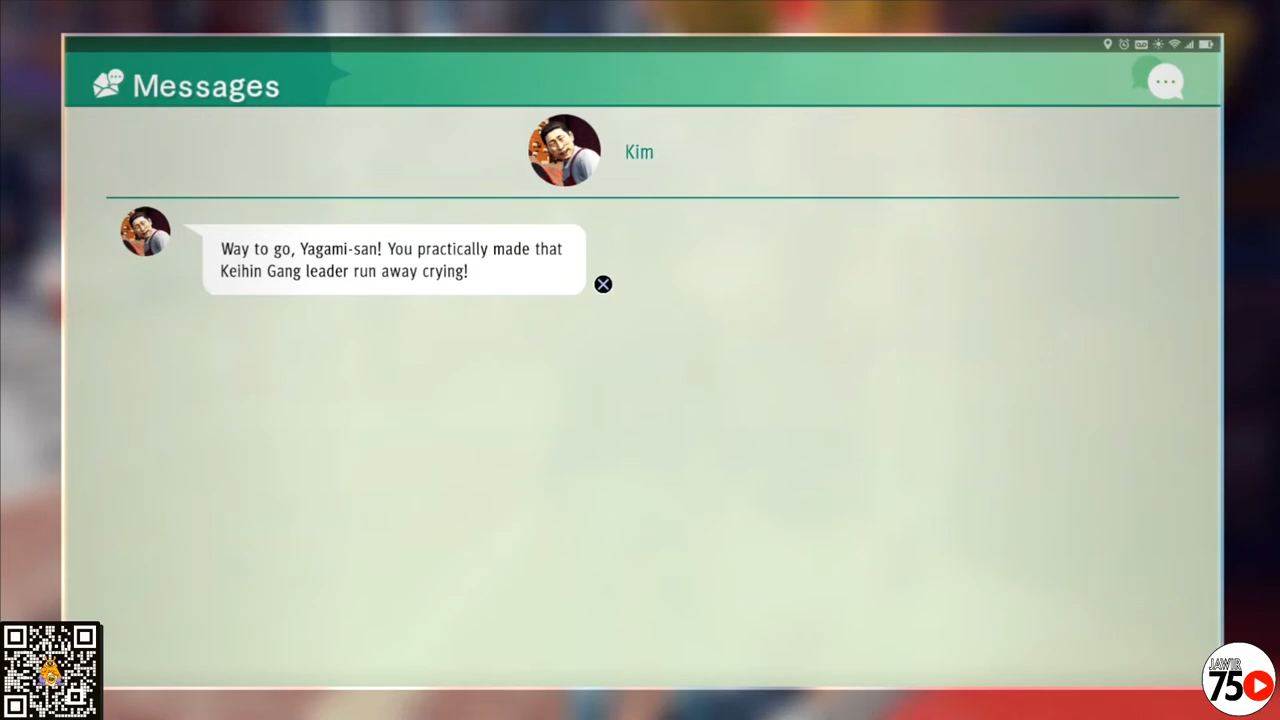 Messages
Kim
Way to go, Yagami-san! You practically made that
Keihin Gang leader run away crying!
JAWIR
75